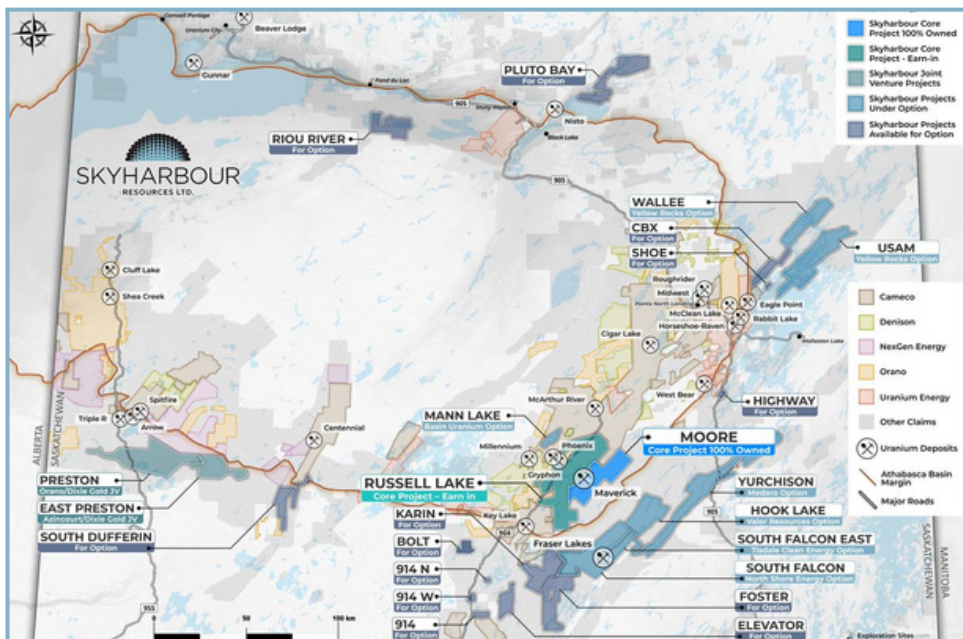 Camsell Portage
Uranium City
Beaver Lodge
Gunnar
Fond du Lac
905
Stony Rapids
Nisto
Black Lake
PLUTO BAY
For Option
RIOU RIVER
For Option
SKYHARBOUR
RESOURCES LTD.
905
Skyharbour Core
Project 100% Owned
Skyharbour Core
Project - Earn-in
Skyharbour Joint
Venture Projects
Skyharbour Projects
Under Option
Skyharbour Projects
Available for Option
WALLEE
Yellow Rocks Option
CBX
For Option
SHOE
For Option
USAM
Yellow Rocks Option
Cluff Lake
Shea Creek
Roughrider
Midwest
Points North Landing
McClean Lake
Horseshoe-Raven
Eagle Point
Rabbit Lake
Wollaston Lake
Cigar Lake
Cameco
Denison
NexGen Energy
Orano
Uranium Energy
Other Claims
Uranium Deposits
Athabasca Basin
Margin
Major Roads
Spitfire
Triple R
Arrow
Centennial
McArthur River
West Bear
HIGHWAY
For Option
MANN LAKE
Basin Uranium Option
Millennium
Phoenix
Gryphon
MOORE
Core Project 100% Owned
Maverick
ALBERTA
SASKATCHEWAN
PRESTON
Orano/Dixie Gold JV
EAST PRESTON
Azincourt/Dixie Gold JV
SOUTH DUFFERIN
For Option
RUSSELL LAKE
Core Project – Earn in
KARIN
For Option
Key Lake
914
BOLT
For Option
Fraser Lakes
914 N
For Option
914 W
For Option
914
For Option
YURCHISON
Medaro Option
905
HOOK LAKE
Valor Resources Option
SOUTH FALCON EAST
Tisdale Clean Energy Option
SOUTH FALCON
North Shore Energy Option
FOSTER
For Option
ELEVATOR
For Option
SASKATCHEWAN
MANITOBA
955
0
50
100 km
Exploration Sites.com